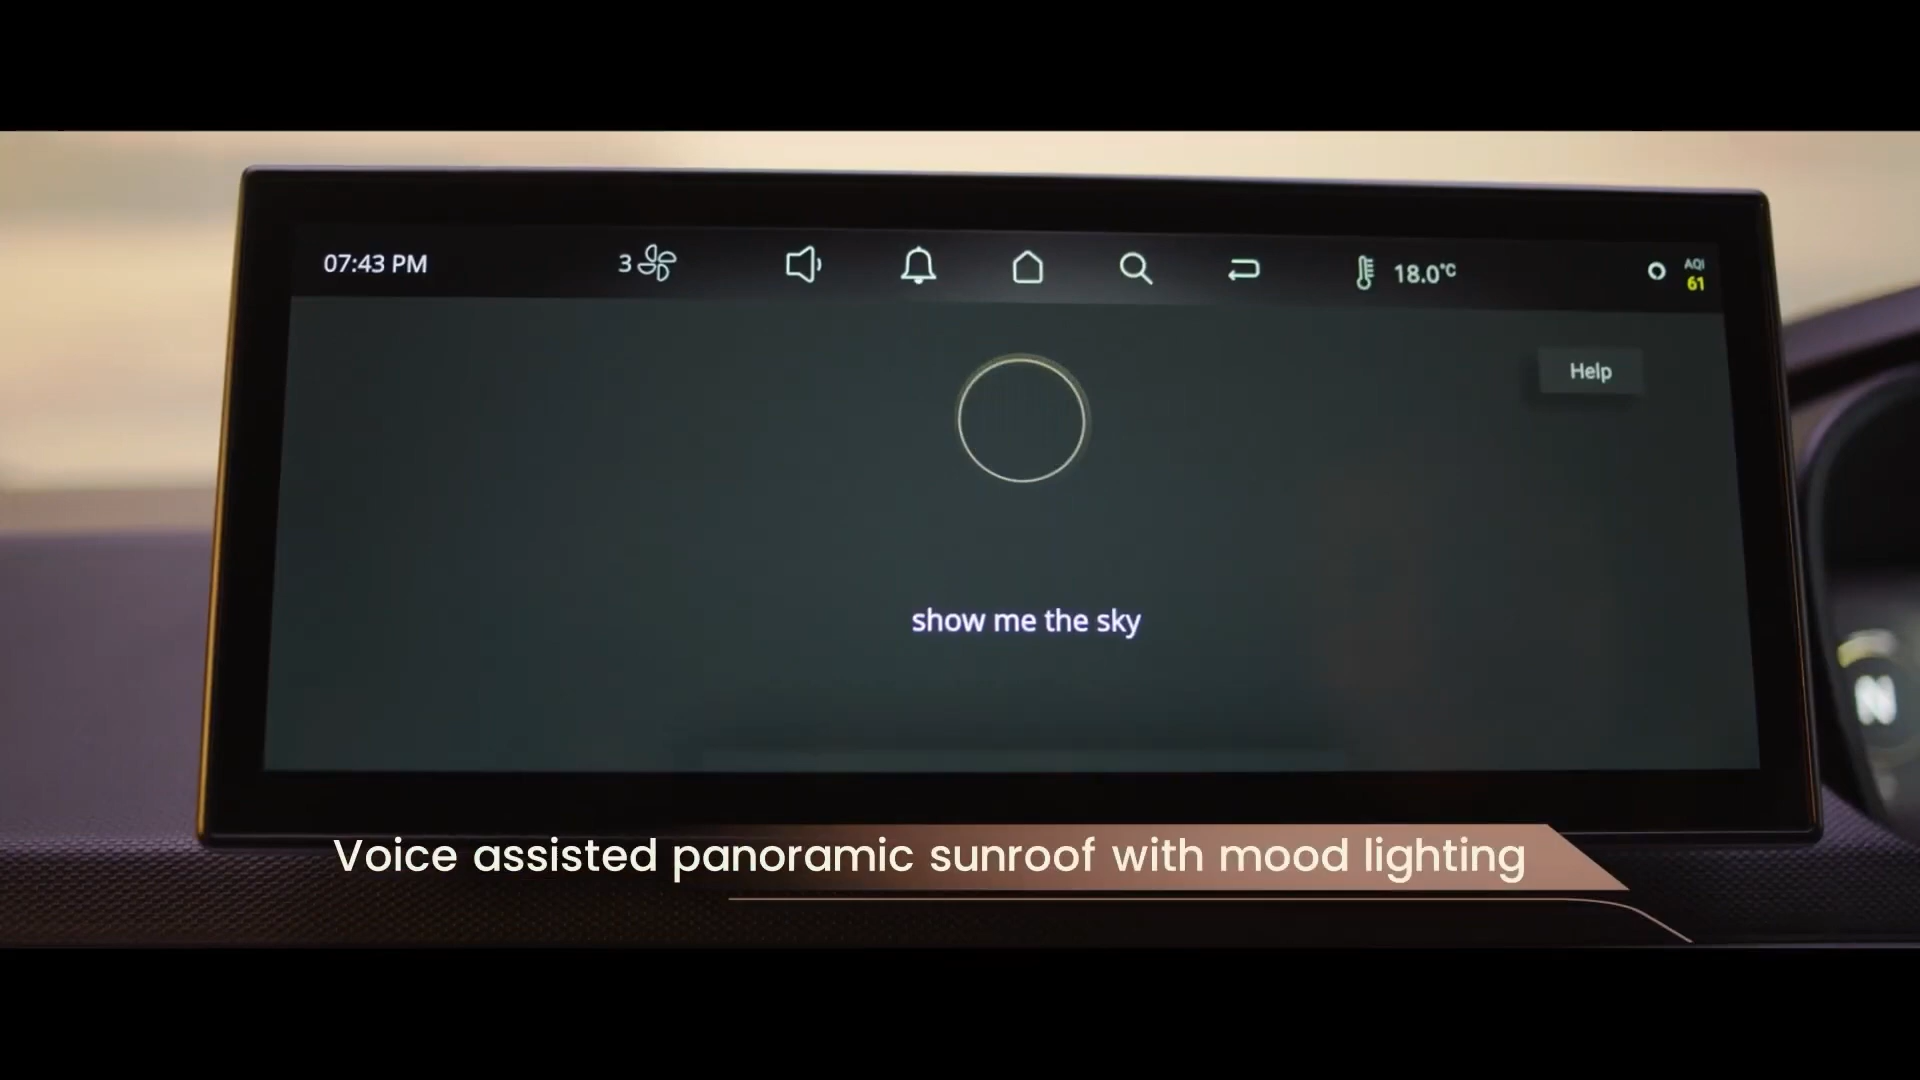 07:43 PM
3
18.0°C
AQI
61
Help
show me the sky
N
Voice assisted panoramic sunroof with mood lighting